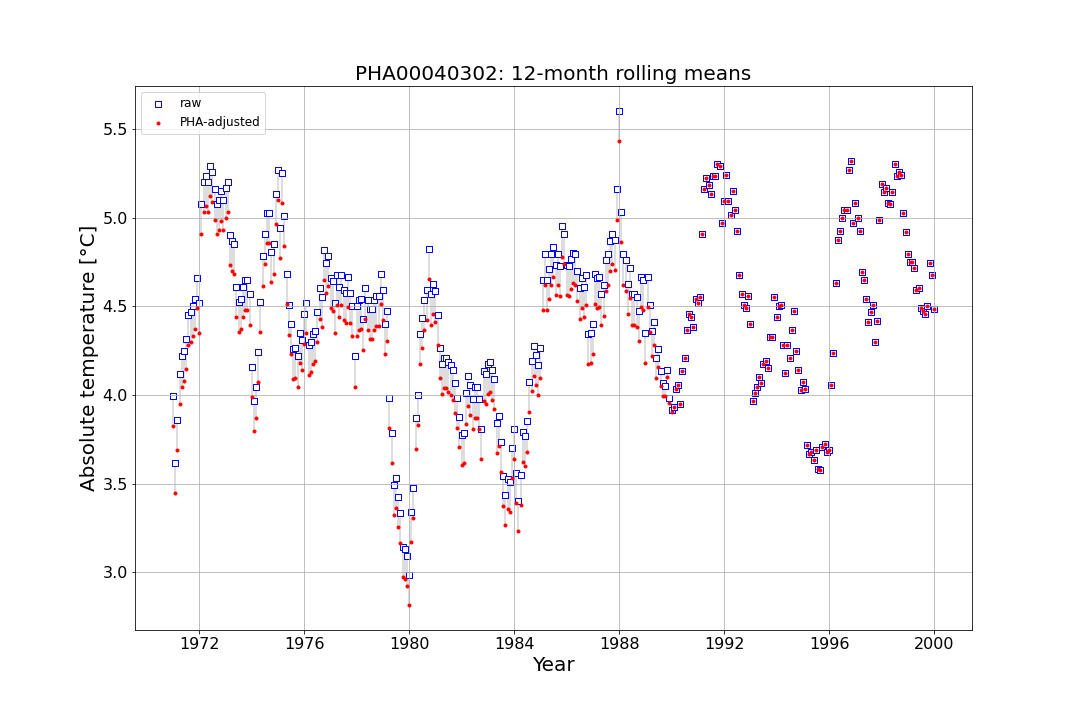 PHA00040302: 12-month rolling means
raw
PHA-adjusted
Absolute temperature [°C]
5.5
5.0
4.5
4.0
3.5
3.0
1972 1976 1980 1984 1988 1992 1996 2000
Year